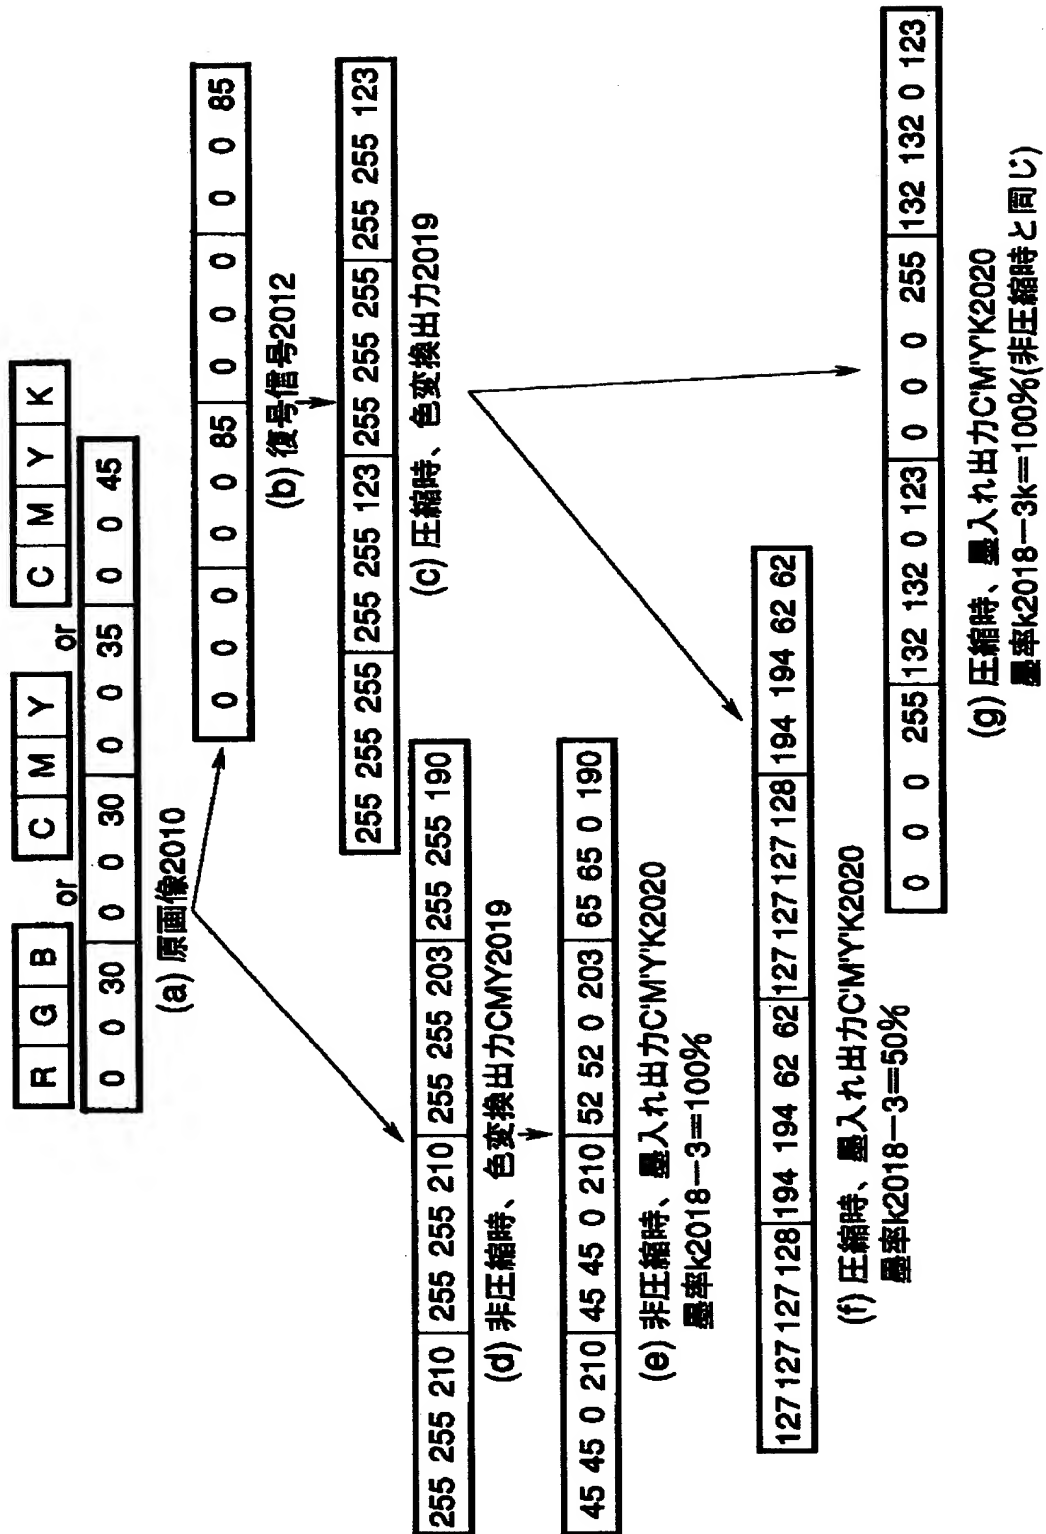 R G B or C M Y or C M Y K
0 0 30 0 0 30 0 0 35 0 0 45
(a) 原画像2010
0 0 0 0 0 85 0 0 0 0 0 85
(b) 復号信号2012
255 255 255 255 255 123 255 255 255 255 255 123
(c) 圧縮時、色変換出力2019
255 255 210 255 255 210 255 255 203 255 255 190
(d) 非圧縮時、色変換出力CMY2019
45 45 0 210 45 45 0 210 52 52 0 203 65 65 0 190
(e) 非圧縮時、墨入れ出力C'M'Y'K2020
墨率k2018-3=100%
127 127 127 128 194 194 62 62 127 127 127 128 194 194 62 62
(f) 圧縮時、墨入れ出力C'M'Y'K2020
墨率k2018-3=50%
0 0 0 255 132 132 0 123 0 0 0 255 132 132 0 123
(g) 圧縮時、墨入れ出力C'M'Y'K2020
墨率k2018-3k=100%(非圧縮時と同じ)